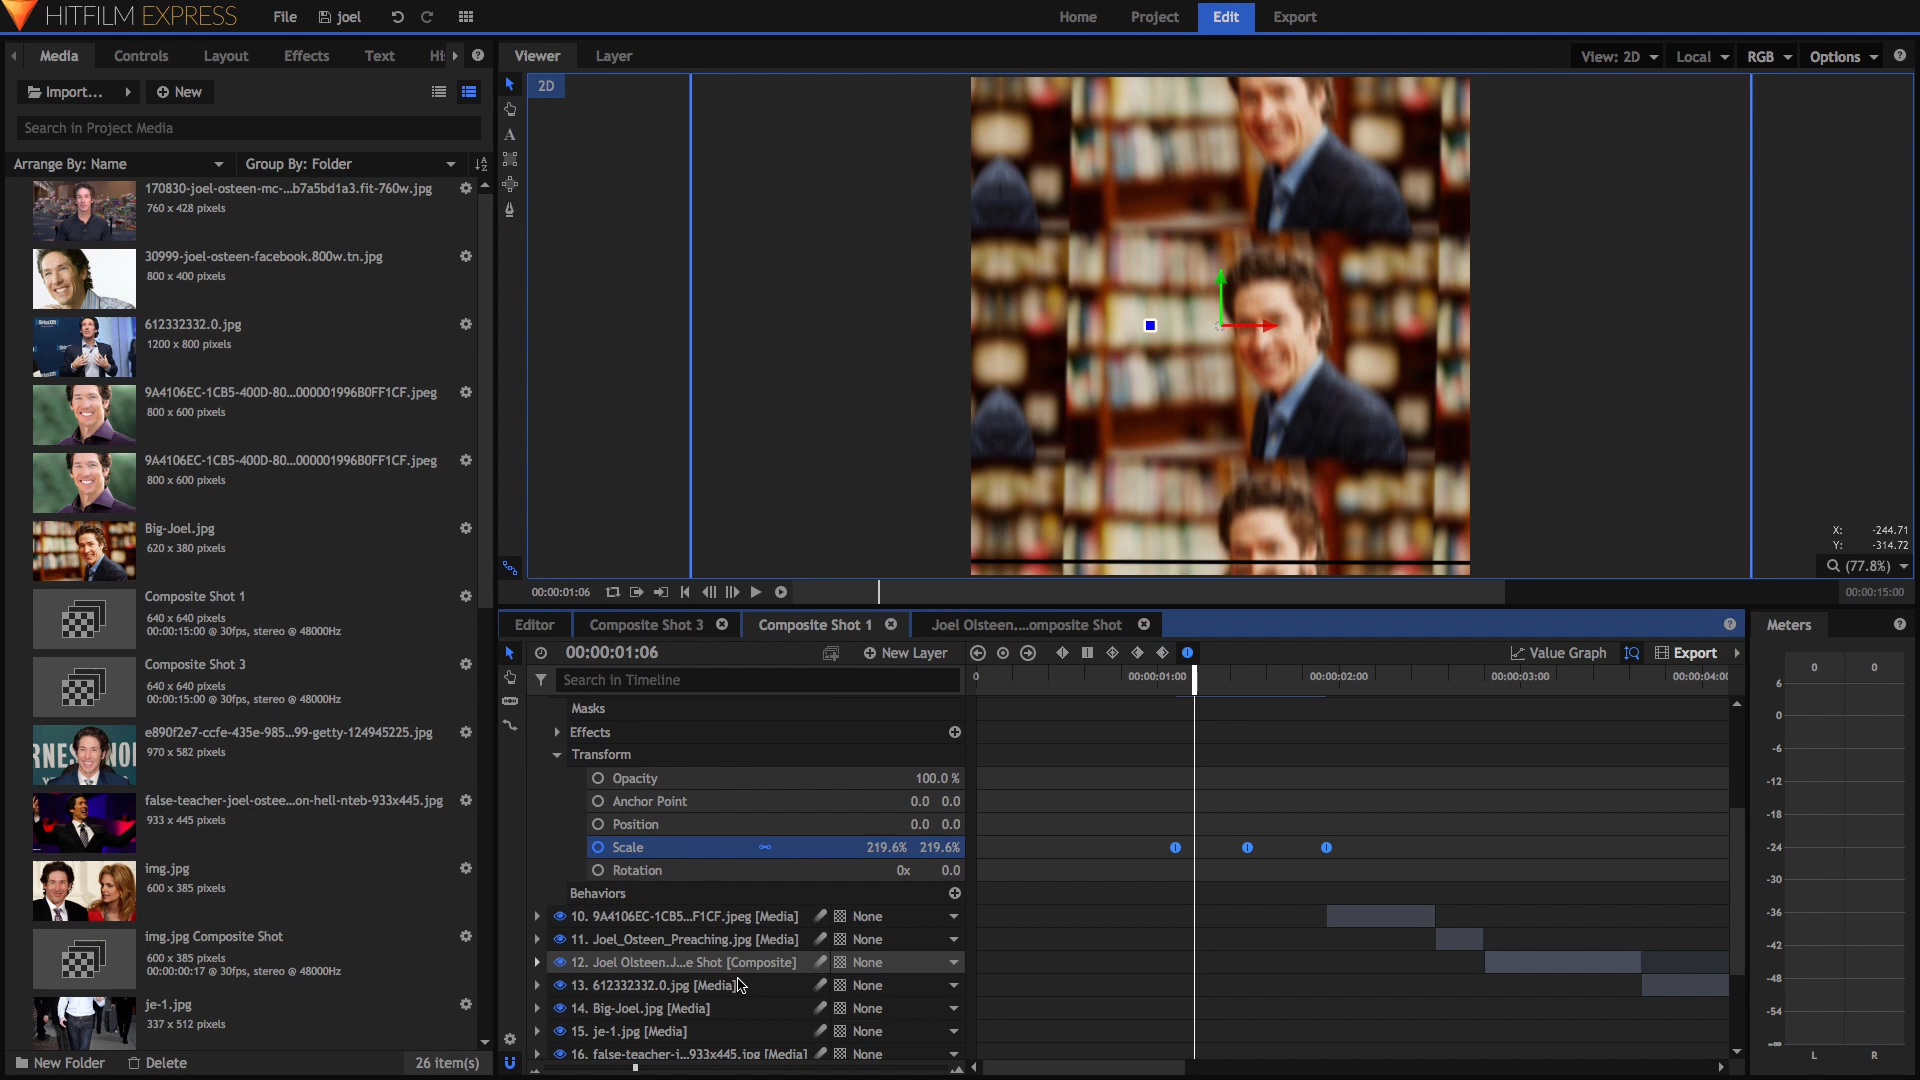 HITFILM EXPRESS
File
joel
Home
Project
Edit
Export
Media
Controls
Layout
Effects
Text
Hi
Viewer
Layer
View: 2D
Local
RGB
Options
Import...
New
2D
Search in Project Media
Arrange By: Name
Group By: Folder
170830-joel-osteen-mc-...b7a5bd1a3.fit-760w.jpg
760 x 428 pixels
30999-joel-osteen-facebook.800w.tn.jpg
800 x 400 pixels
612332332.0.jpg
1200 x 800 pixels
9A4106EC-1CB5-400D-80...000001996B0FF1CF.jpeg
800 x 600 pixels
9A4106EC-1CB5-400D-80...000001996B0FF1CF.jpeg
800 x 600 pixels
Big-Joel.jpg
620 x 380 pixels
Composite Shot 1
640 x 640 pixels
00:00:15:00 @ 30fps, stereo @ 48000Hz
Composite Shot 3
640 x 640 pixels
00:00:15:00 @ 30fps, stereo @ 48000Hz
e890f2e7-ccfe-435e-985...99-getty-124945225.jpg
970 x 582 pixels
false-teacher-joel-ostee...on-hell-nteb-933x445.jpg
933 x 445 pixels
img.jpg
600 x 385 pixels
img.jpg Composite Shot
600 x 385 pixels
00:00:00:17 @ 30fps, stereo @ 48000Hz
je-1.jpg
337 x 512 pixels
New Folder
Delete
26 item(s)
X: -244.71
Y: -314.72
(77.8%)
00:00:01:06
00:00:15:00
Editor
Composite Shot 3
Composite Shot 1
Joel Olsteen....omposite Shot
Meters
00:00:01:06
New Layer
Value Graph
Export
Search in Timeline
0
00:00:01:00
00:00:02:00
00:00:03:00
00:00:04:0
Masks
Effects
Transform
Opacity 100.0 %
Anchor Point 0.0 0.0
Position 0.0 0.0
Scale 219.6% 219.6%
Rotation 0x 0.0
Behaviors
10. 9A4106EC-1CB5...F1CF.jpeg [Media] None
11. Joel_Osteen_Preaching.jpg [Media] None
12. Joel Olsteen.J...e Shot [Composite] None
13. 612332332.0.jpg [Media] None
14. Big-Joel.jpg [Media] None
15. je-1.jpg [Media] None
16. false-teacher-j...933x445.jpg [Media] None
0 0
6
0
-6
-12
-18
-24
-30
-36
-42
-48
-54
-∞
L R